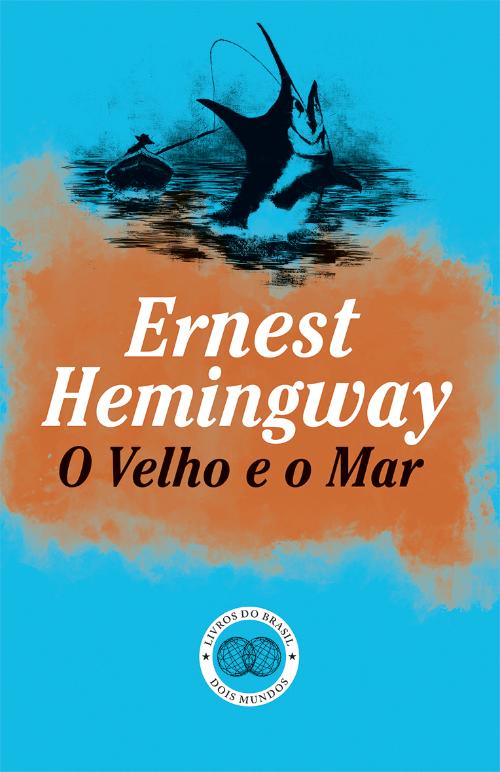 Ernest
Hemingway
O Velho e o Mar
LIVROS DO BRASIL
DOIS MUNDOS